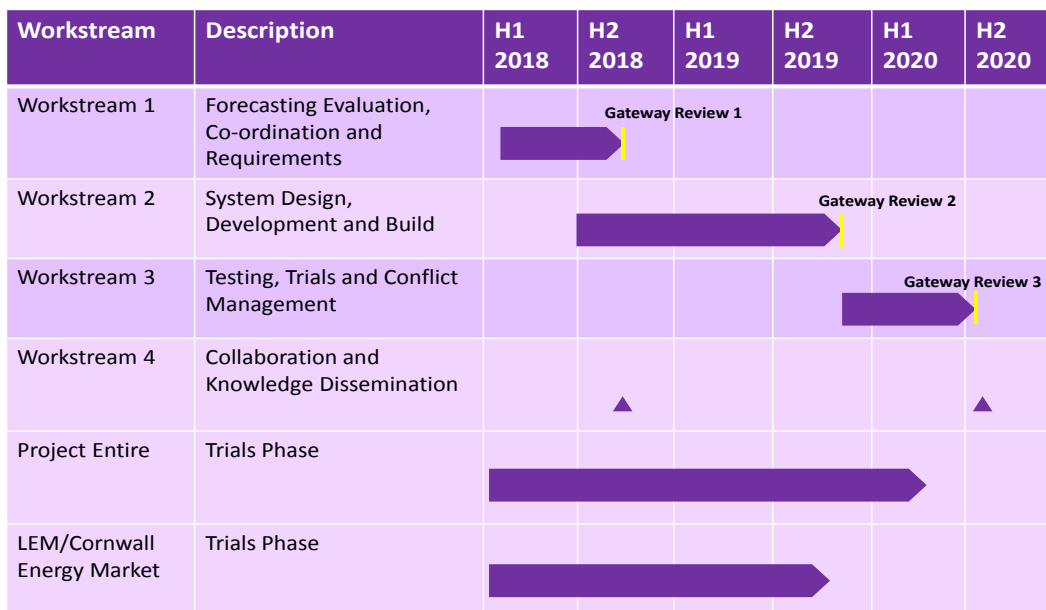 Workstream
Description
H1
2018
H2
2018
H1
2019
H2
2019
H1
2020
H2
2020
Workstream 1
Forecasting Evaluation,
Co-ordination and
Requirements
Gateway Review 1
Workstream 2
System Design,
Development and Build
Gateway Review 2
Workstream 3
Testing, Trials and Conflict
Management
Gateway Review 3
Workstream 4
Collaboration and
Knowledge Dissemination
Project Entire
Trials Phase
LEM/Cornwall
Energy Market
Trials Phase